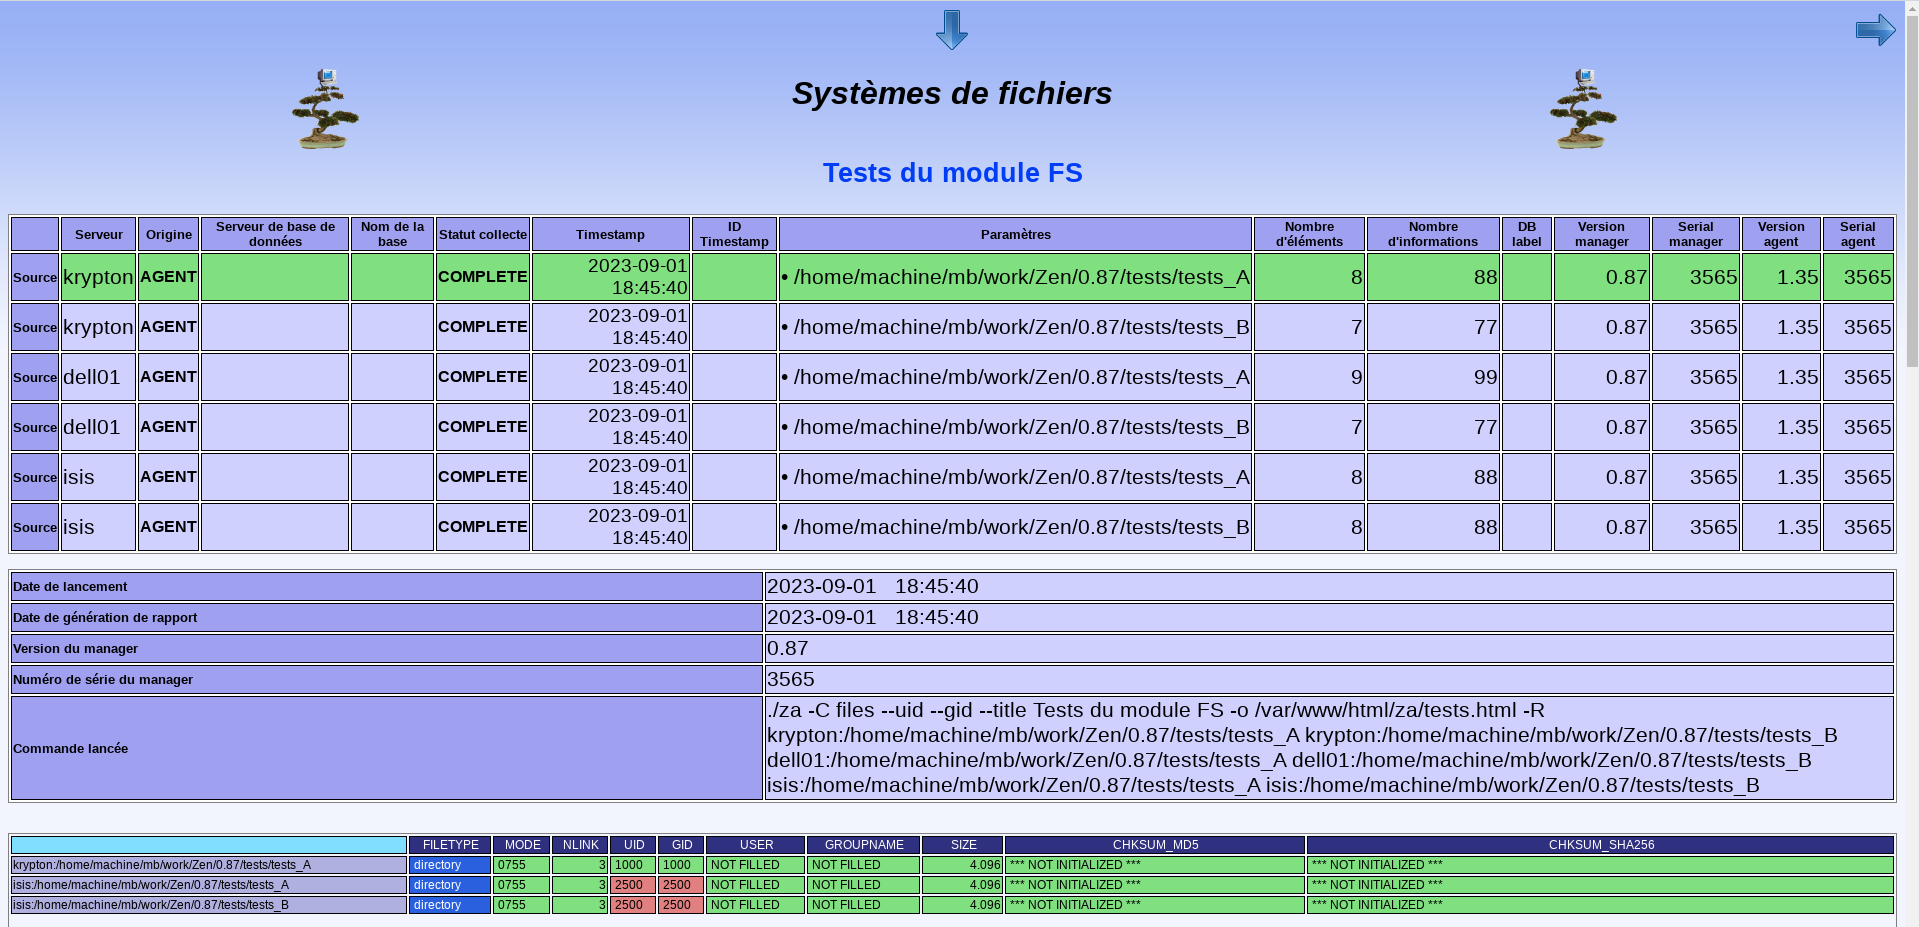 Systèmes de fichiers
Tests du module FS
Serveur Origine Serveur de base de données Nom de la base Statut collecte Timestamp ID Timestamp Paramètres Nombre d'éléments Nombre d'informations DB label Version manager Serial manager Version agent Serial agent
Source krypton AGENT COMPLETE 2023-09-01 18:45:40 • /home/machine/mb/work/Zen/0.87/tests/tests_A 8 88 0.87 3565 1.35 3565
Source krypton AGENT COMPLETE 2023-09-01 18:45:40 • /home/machine/mb/work/Zen/0.87/tests/tests_B 7 77 0.87 3565 1.35 3565
Source dell01 AGENT COMPLETE 2023-09-01 18:45:40 • /home/machine/mb/work/Zen/0.87/tests/tests_A 9 99 0.87 3565 1.35 3565
Source dell01 AGENT COMPLETE 2023-09-01 18:45:40 • /home/machine/mb/work/Zen/0.87/tests/tests_B 7 77 0.87 3565 1.35 3565
Source isis AGENT COMPLETE 2023-09-01 18:45:40 • /home/machine/mb/work/Zen/0.87/tests/tests_A 8 88 0.87 3565 1.35 3565
Source isis AGENT COMPLETE 2023-09-01 18:45:40 • /home/machine/mb/work/Zen/0.87/tests/tests_B 8 88 0.87 3565 1.35 3565
Date de lancement 2023-09-01 18:45:40
Date de génération de rapport 2023-09-01 18:45:40
Version du manager 0.87
Numéro de série du manager 3565
Commande lancée ./za -C files --uid --gid --title Tests du module FS -o /var/www/html/za/tests.html -R
krypton:/home/machine/mb/work/Zen/0.87/tests/tests_A krypton:/home/machine/mb/work/Zen/0.87/tests/tests_B
dell01:/home/machine/mb/work/Zen/0.87/tests/tests_A dell01:/home/machine/mb/work/Zen/0.87/tests/tests_B
isis:/home/machine/mb/work/Zen/0.87/tests/tests_A isis:/home/machine/mb/work/Zen/0.87/tests/tests_B
FILETYPE MODE NLINK UID GID USER GROUPNAME SIZE CHKSUM_MD5 CHKSUM_SHA256
krypton:/home/machine/mb/work/Zen/0.87/tests/tests_A directory 0755 3 1000 1000 NOT FILLED NOT FILLED 4.096 *** NOT INITIALIZED *** *** NOT INITIALIZED ***
isis:/home/machine/mb/work/Zen/0.87/tests/tests_A directory 0755 3 2500 2500 NOT FILLED NOT FILLED 4.096 *** NOT INITIALIZED *** *** NOT INITIALIZED ***
isis:/home/machine/mb/work/Zen/0.87/tests/tests_B directory 0755 3 2500 2500 NOT FILLED NOT FILLED 4.096 *** NOT INITIALIZED *** *** NOT INITIALIZED ***